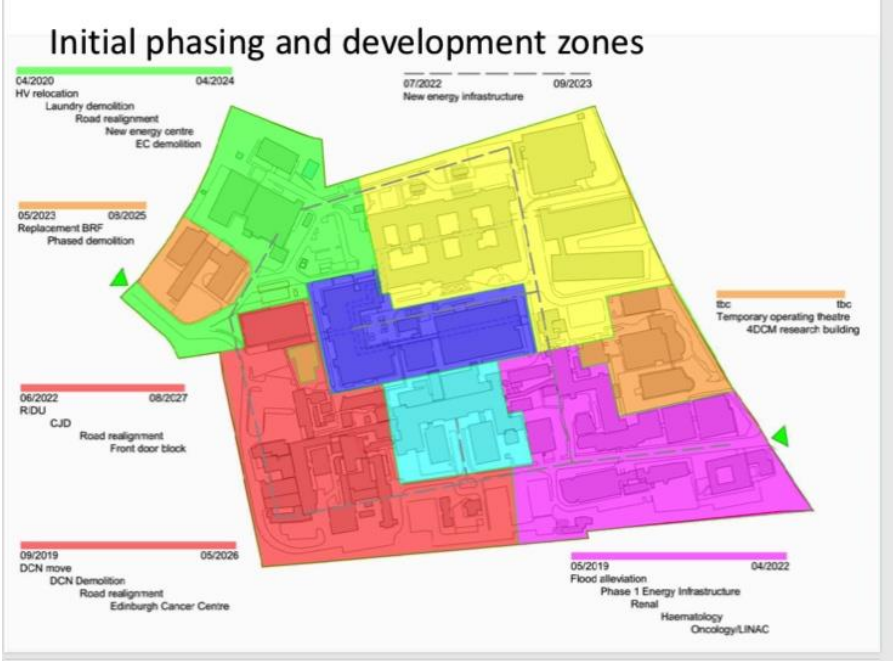 Initial phasing and development zones
04/2020 04/2024
HV relocation
Laundry demolition
Road realignment
New energy centre
EC demolition
07/2022 09/2023
New energy infrastructure
05/2023 08/2025
Replacement BRF
Phased demolition
tbc tbc
Temporary operating theatre
4DCM research building
06/2022 08/2027
RIDU
CJD
Road realignment
Front door block
09/2019 05/2026
DCN move
DCN Demolition
Road realignment
Edinburgh Cancer Centre
05/2019 04/2022
Flood alleviation
Phase 1 Energy Infrastructure
Renal
Haematology
Oncology/LINAC